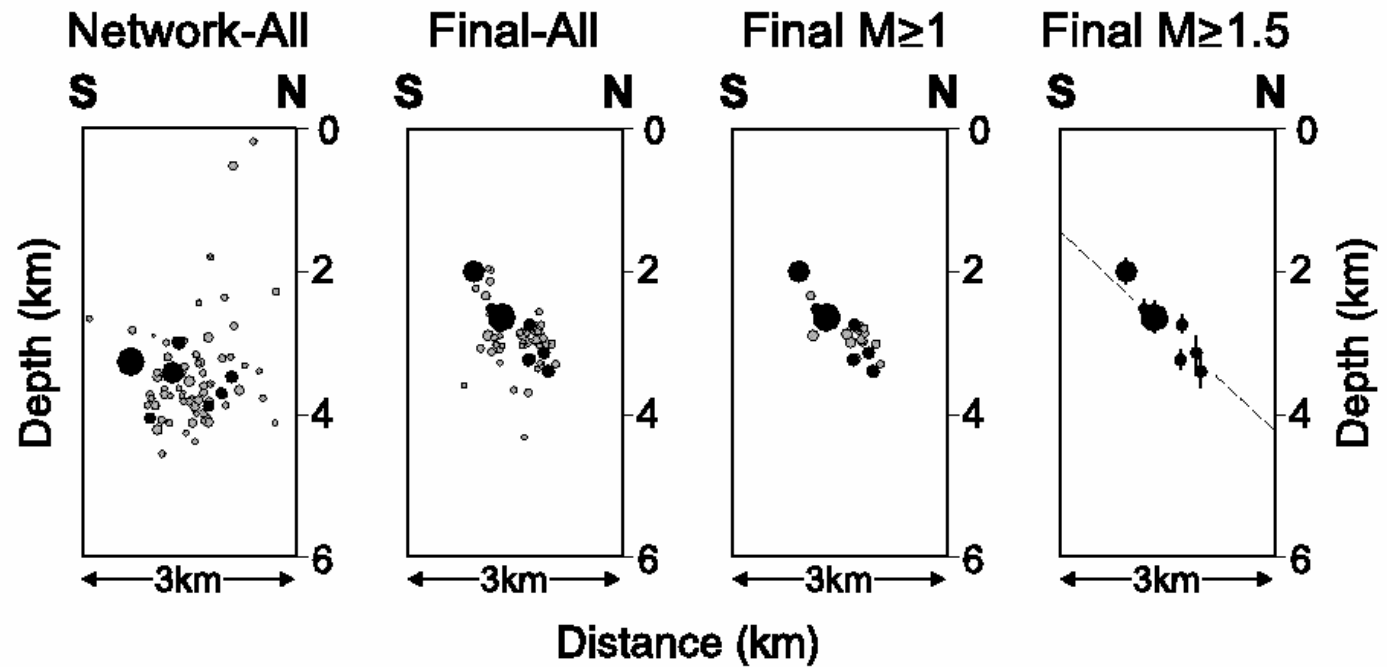 Network-All Final-All Final M≥1 Final M≥1.5
S N S N S N S N
0 0 0 0
2 2 2 2
4 4 4 4
6 6 6 6
Depth (km) Depth (km)
3km 3km 3km 3km
Distance (km)